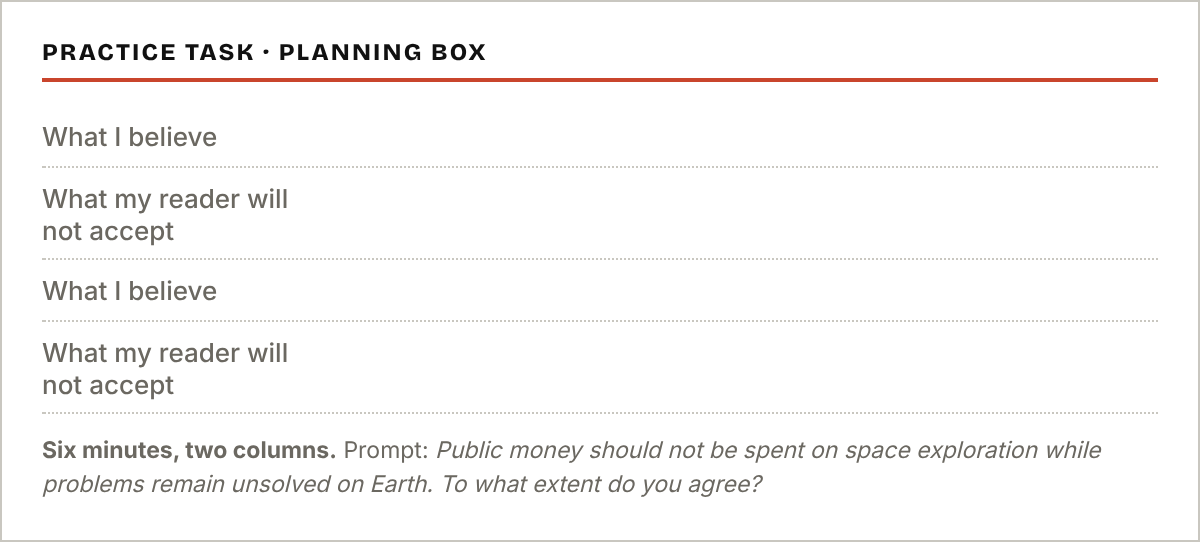 PRACTICE TASK · PLANNING BOX
What I believe
What my reader will
not accept
What I believe
What my reader will
not accept
Six minutes, two columns. Prompt: Public money should not be spent on space exploration while
problems remain unsolved on Earth. To what extent do you agree?